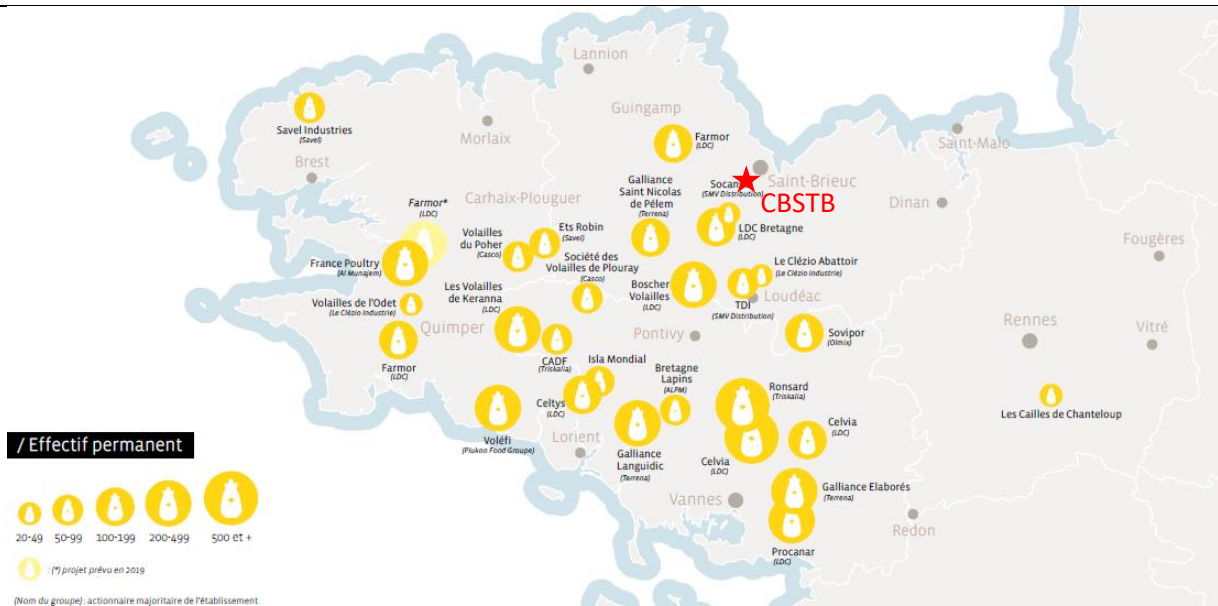 Lannion
Guingamp
Savel Industries
(Savel)
Morlaix
Farmor
(LDC)
Saint-Malo
Brest
Saint-Brieuc
Galliance
Saint Nicolas
de Pélem
(Terrena)
(SMV Distribution)
CBSTB
Carhaix-Plouguer
Dinan
Farmor*
(LDC)
Volailles
du Poher
(Casco)
Ets Robin
(Savel)
LDC Bretagne
(LDC)
Fougères
France Poultry
(Al Munajem)
Société des
Volailles de Plouray
(Casco)
Boscher
Volailles
(LDC)
Le Clézio Abattoir
(Le Clézio Industrie)
Loudéac
TDI
(SMV Distribution)
Volailles de l'Odet
(Le Clézio Industrie)
Les Volailles
de Keranna
(LDC)
Quimper
Pontivy
Sovipor
(Olmix)
Rennes
Vitré
Farmor
(LDC)
CADF
(Triskalia)
Isla Mondial
Bretagne
Lapins
(ALPM)
Ronsard
(Triskalia)
Celtys
(LDC)
Les Cailles de Chanteloup
Voléfi
(Plukon Food Groupe)
Lorient
Galliance
Languidic
(Terrena)
Celvia
(LDC)
Celvia
(LDC)
Vannes
Galliance Elaborés
(Terrena)
Redon
Procanar
(LDC)
/ Effectif permanent
20-49 50-99 100-199 200-499 500 et +
: (*) projet prévu en 2019
(Nom du groupe) : actionnaire majoritaire de l'établissement